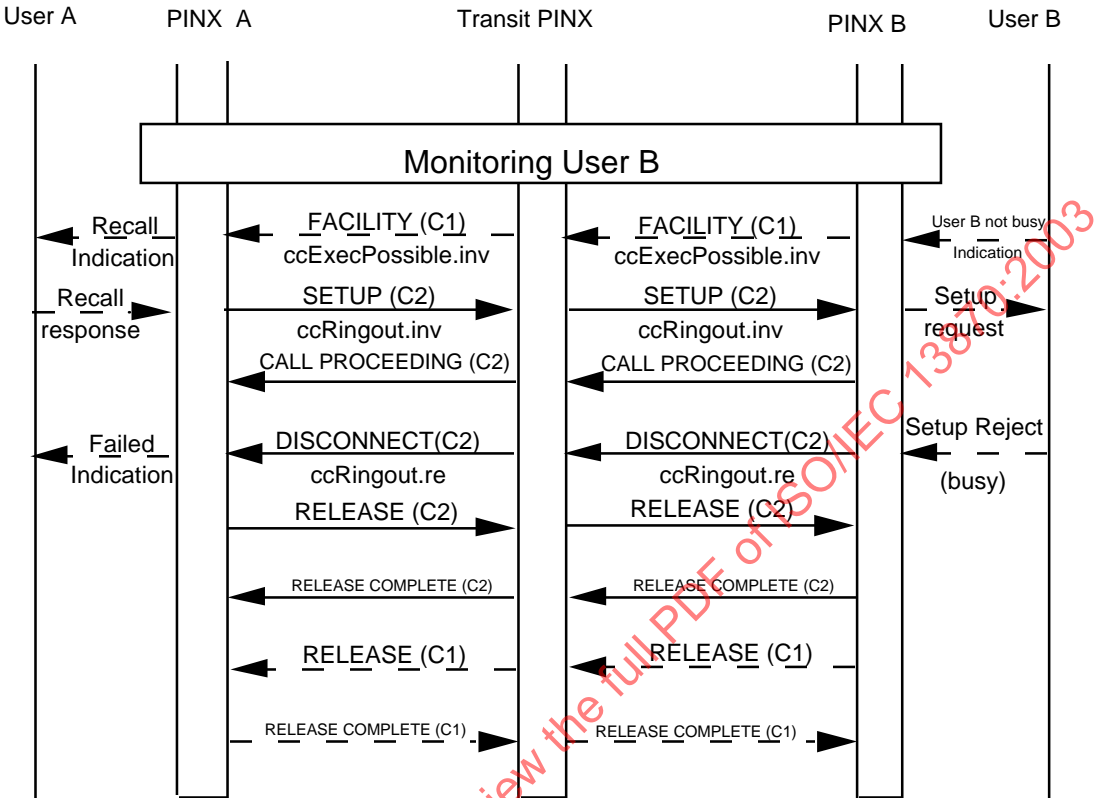 User A PINX A Transit PINX PINX B User B
Monitoring User B
Recall Indication FACILITY (C1) ccExecPossible.inv FACILITY (C1) ccExecPossible.inv User B not busy Indication
Recall response SETUP (C2) ccRingout.inv SETUP (C2) ccRingout.inv Setup request
CALL PROCEEDING (C2) CALL PROCEEDING (C2)
Failed Indication DISCONNECT(C2) ccRingout.re DISCONNECT(C2) ccRingout.re Setup Reject (busy)
RELEASE (C2) RELEASE (C2)
RELEASE COMPLETE (C2) RELEASE COMPLETE (C2)
RELEASE (C1) RELEASE (C1)
RELEASE COMPLETE (C1) RELEASE COMPLETE (C1)
view the full PDF of ISO/IEC 13870:2003